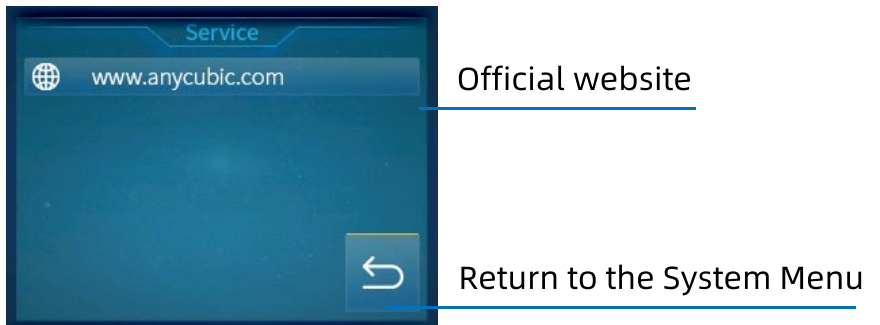 Service
www.anycubic.com
Official website
Return to the System Menu